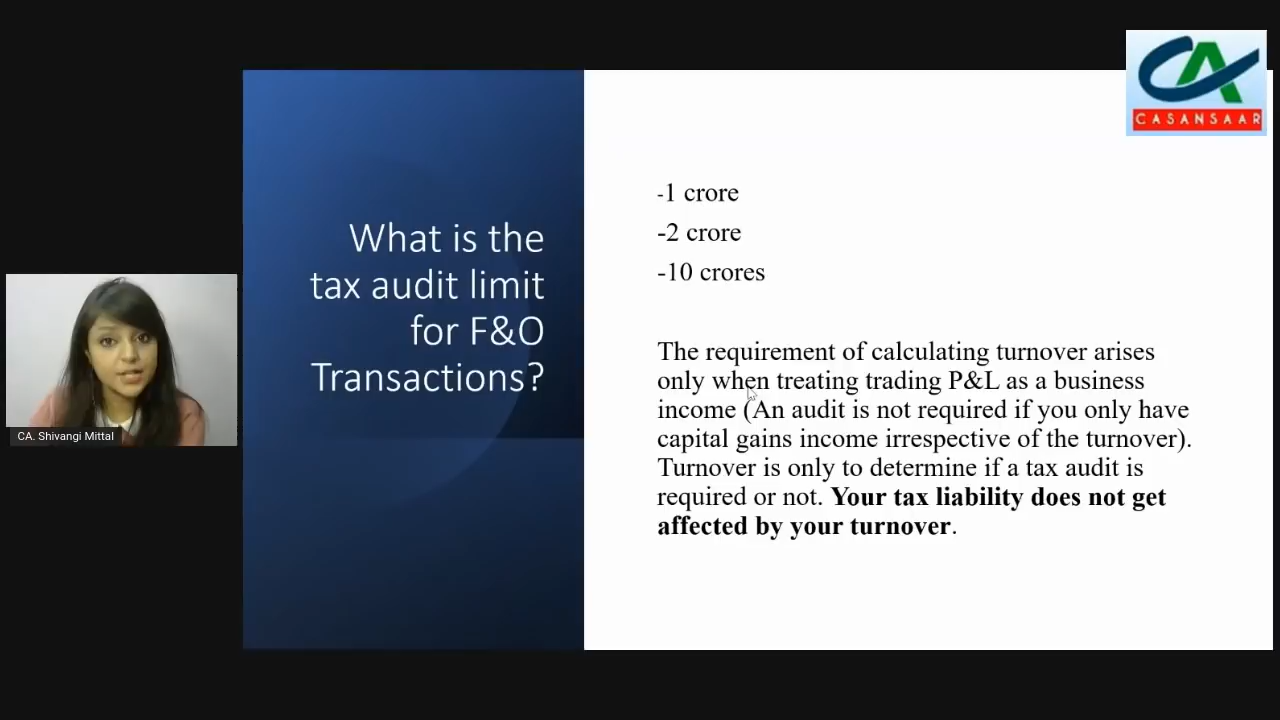 CA
CASANSAAR
What is the
tax audit limit
for F&O
Transactions?
-1 crore
-2 crore
-10 crores
The requirement of calculating turnover arises
only when treating trading P&L as a business
income (An audit is not required if you only have
capital gains income irrespective of the turnover).
Turnover is only to determine if a tax audit is
required or not. Your tax liability does not get
affected by your turnover.
CA. Shivangi Mittal